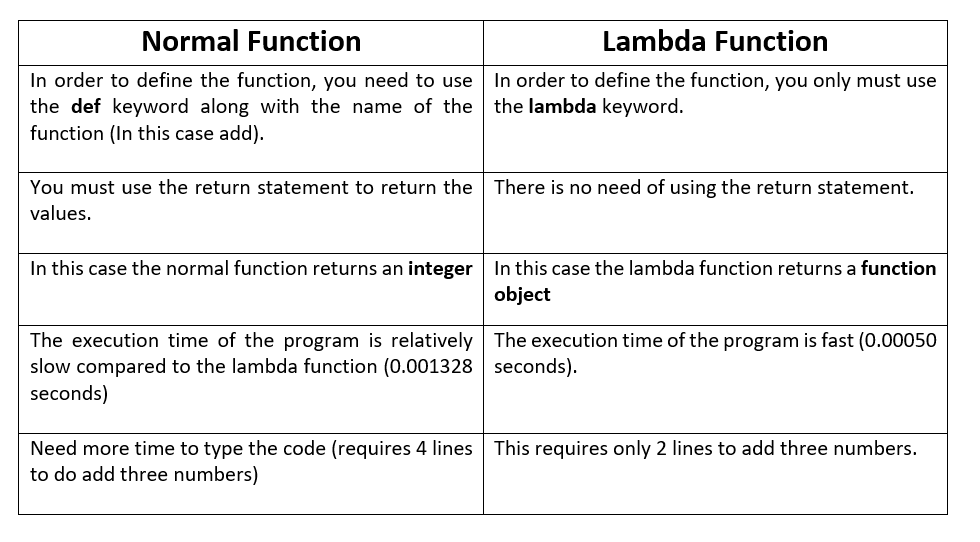 Normal Function
Lambda Function
In order to define the function, you need to use
the def keyword along with the name of the
function (In this case add).
In order to define the function, you only must use
the lambda keyword.
You must use the return statement to return the
values.
There is no need of using the return statement.
In this case the normal function returns an integer
In this case the lambda function returns a function
object
The execution time of the program is relatively
slow compared to the lambda function (0.001328
seconds)
The execution time of the program is fast (0.00050
seconds).
Need more time to type the code (requires 4 lines
to do add three numbers)
This requires only 2 lines to add three numbers.